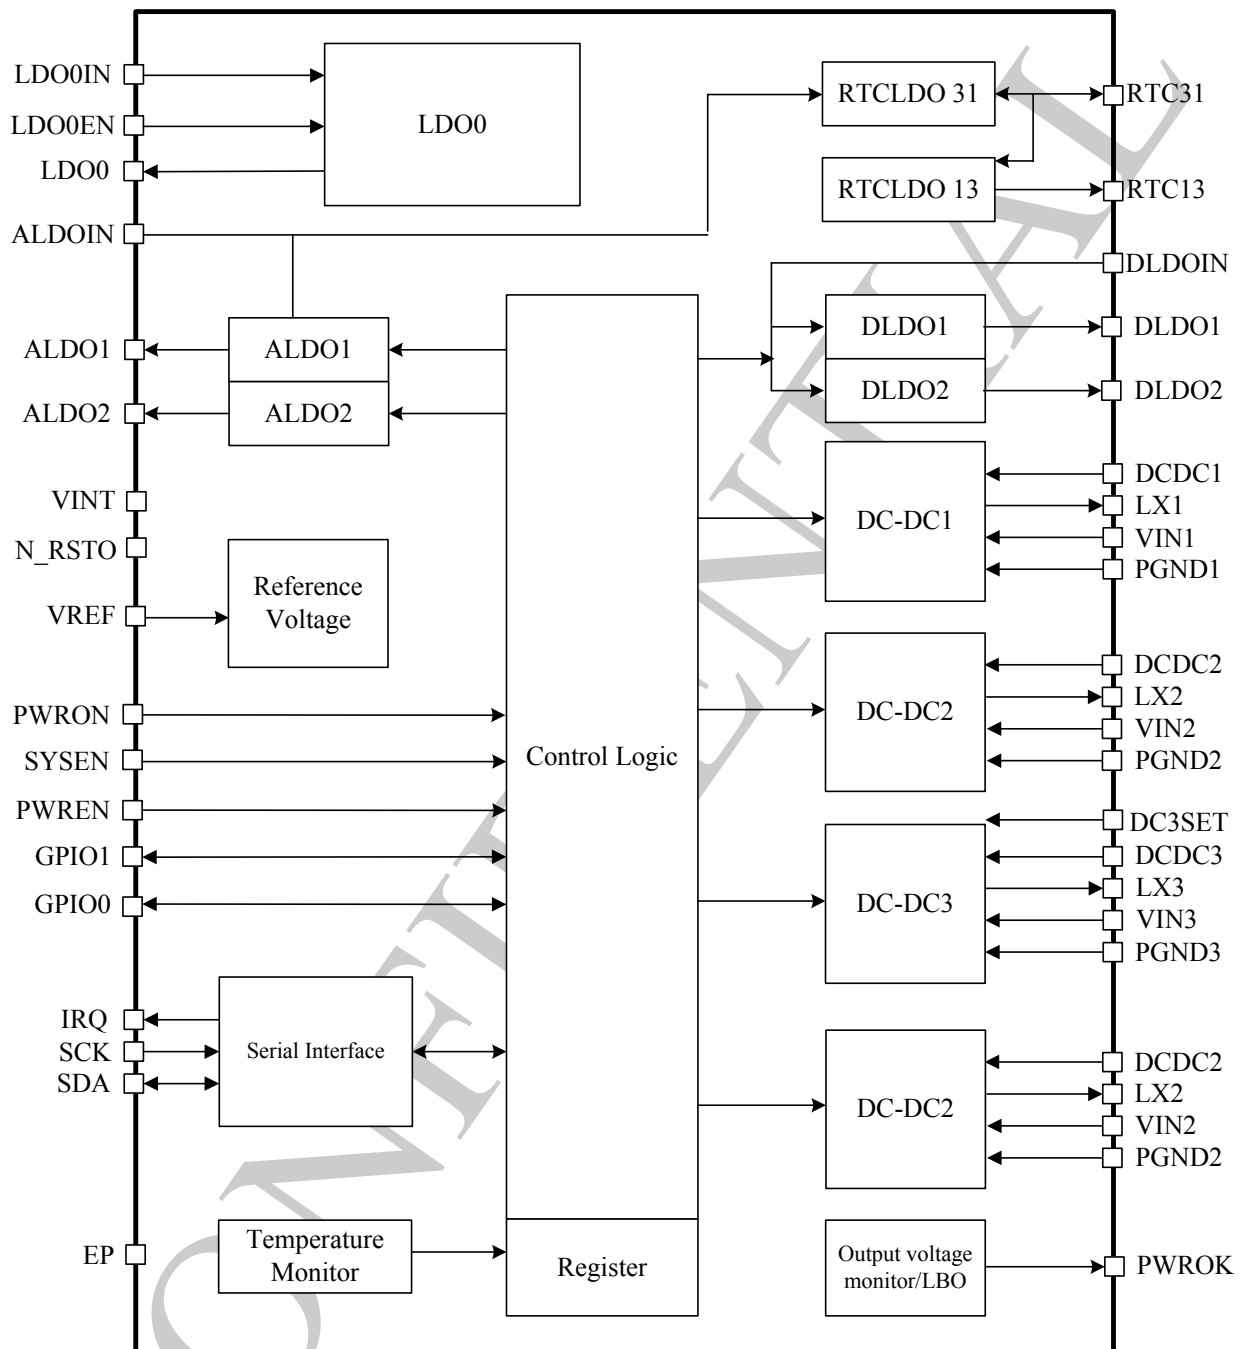 LDO0IN
LDO0EN
LDO0
ALDOIN
ALDO1
ALDO2
VINT
N_RSTO
VREF
PWRON
SYSEN
PWREN
GPIO1
GPIO0
IRQ
SCK
SDA
EP
LDO0
ALDO1
ALDO2
Reference
Voltage
Serial Interface
Temperature
Monitor
Control Logic
Register
RTCLDO 31
RTCLDO 13
DLDO1
DLDO2
DC-DC1
DC-DC2
DC-DC3
DC-DC2
Output voltage
monitor/LBO
RTC31
RTC13
DLDOIN
DLDO1
DLDO2
DCDC1
LX1
VIN1
PGND1
DCDC2
LX2
VIN2
PGND2
DC3SET
DCDC3
LX3
VIN3
PGND3
DCDC2
LX2
VIN2
PGND2
PWROK